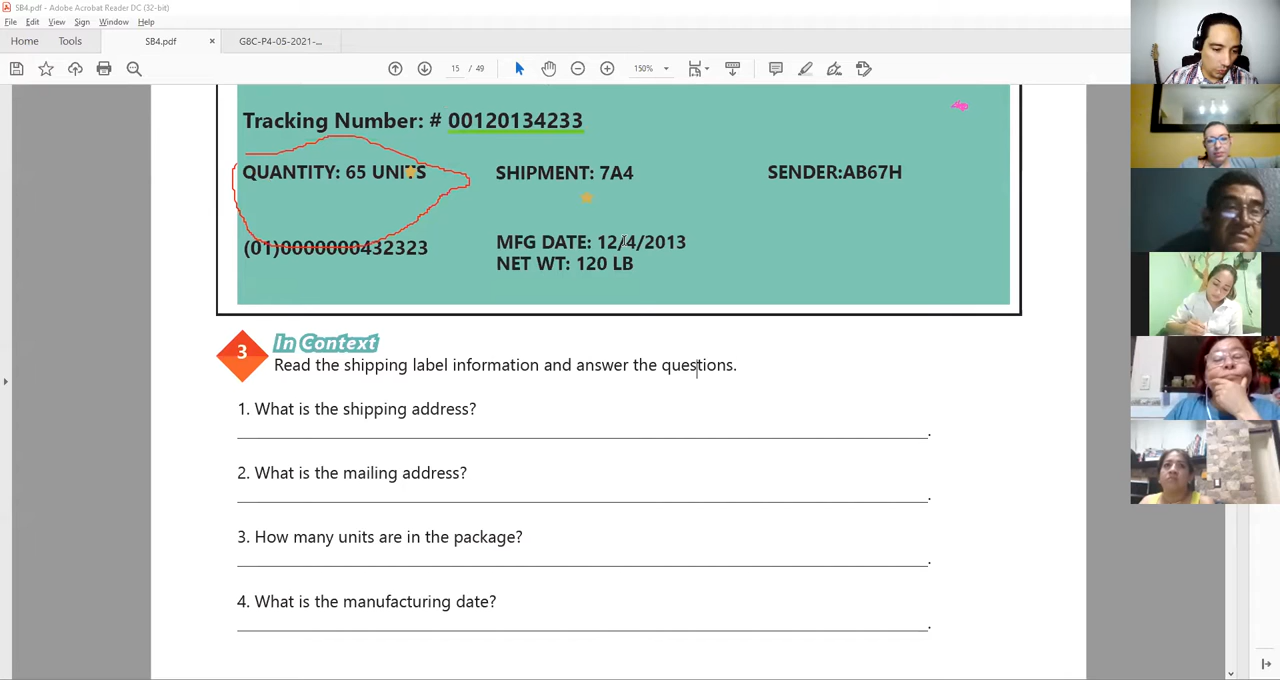 SB4.pdf - Adobe Acrobat Reader DC (32-bit)
File Edit View Sign Window Help
Home Tools SB4.pdf × GBC-P4-05-2021-...
15 / 49 150%
Tracking Number: # 00120134233
QUANTITY: 65 UNITS SHIPMENT: 7A4 SENDER:AB67H
(01)0000000432323 MFG DATE: 12/4/2013
NET WT: 120 LB
3 In Context
Read the shipping label information and answer the questions.
1. What is the shipping address?
2. What is the mailing address?
3. How many units are in the package?
4. What is the manufacturing date?